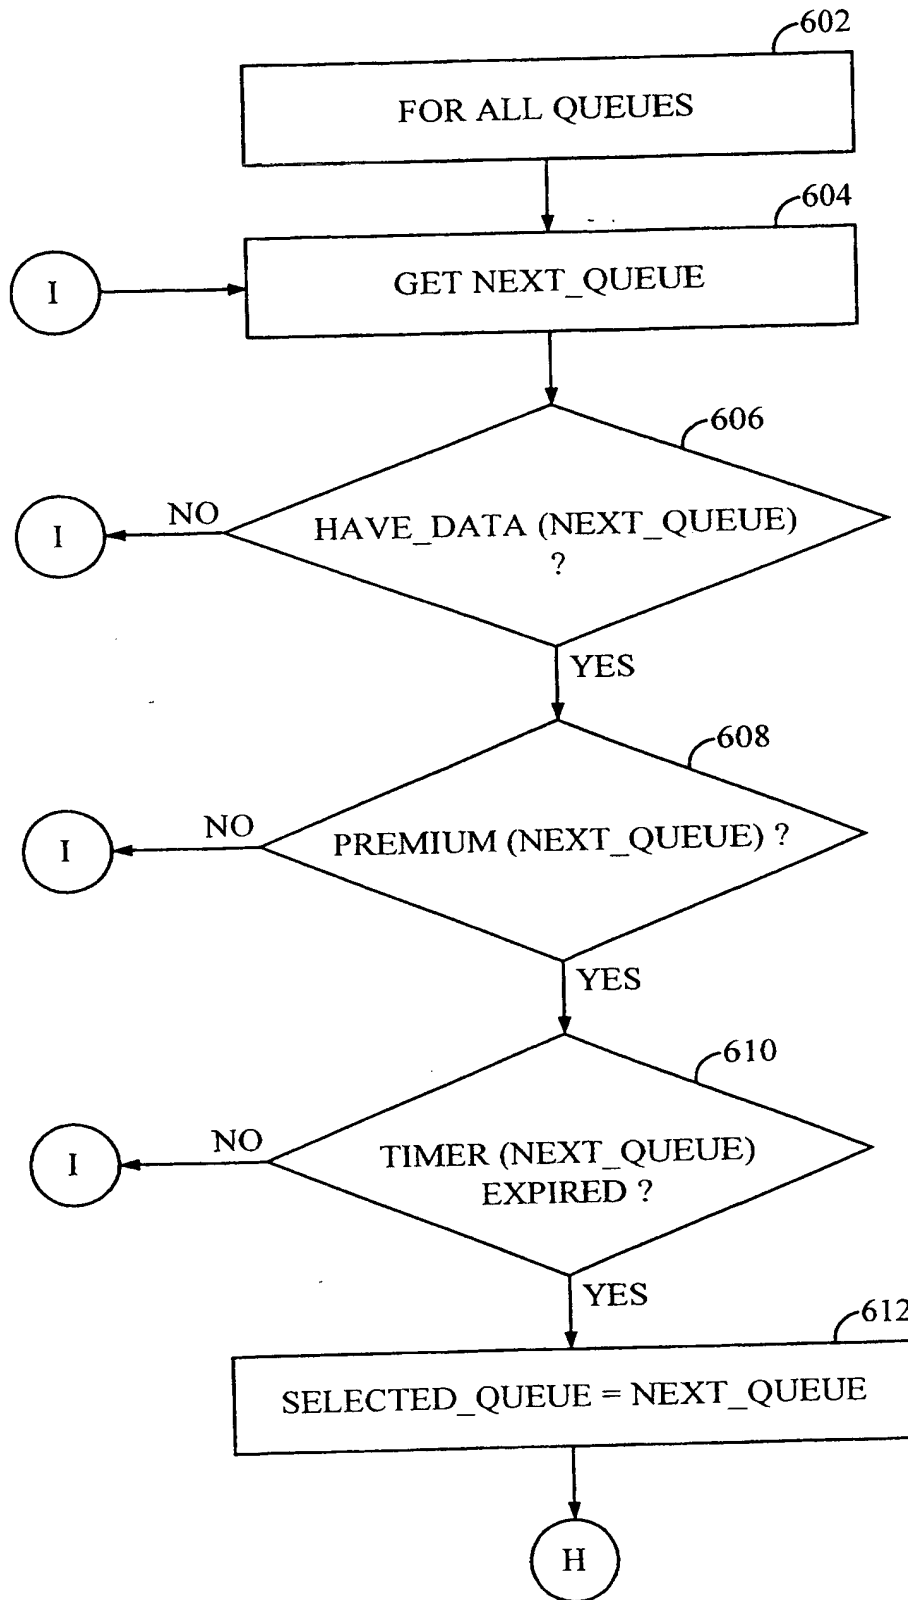 602
FOR ALL QUEUES
604
I
GET NEXT_QUEUE
606
I
NO
HAVE_DATA (NEXT_QUEUE)
?
YES
608
I
NO
PREMIUM (NEXT_QUEUE) ?
YES
610
I
NO
TIMER (NEXT_QUEUE)
EXPIRED ?
YES
612
SELECTED_QUEUE = NEXT_QUEUE
H